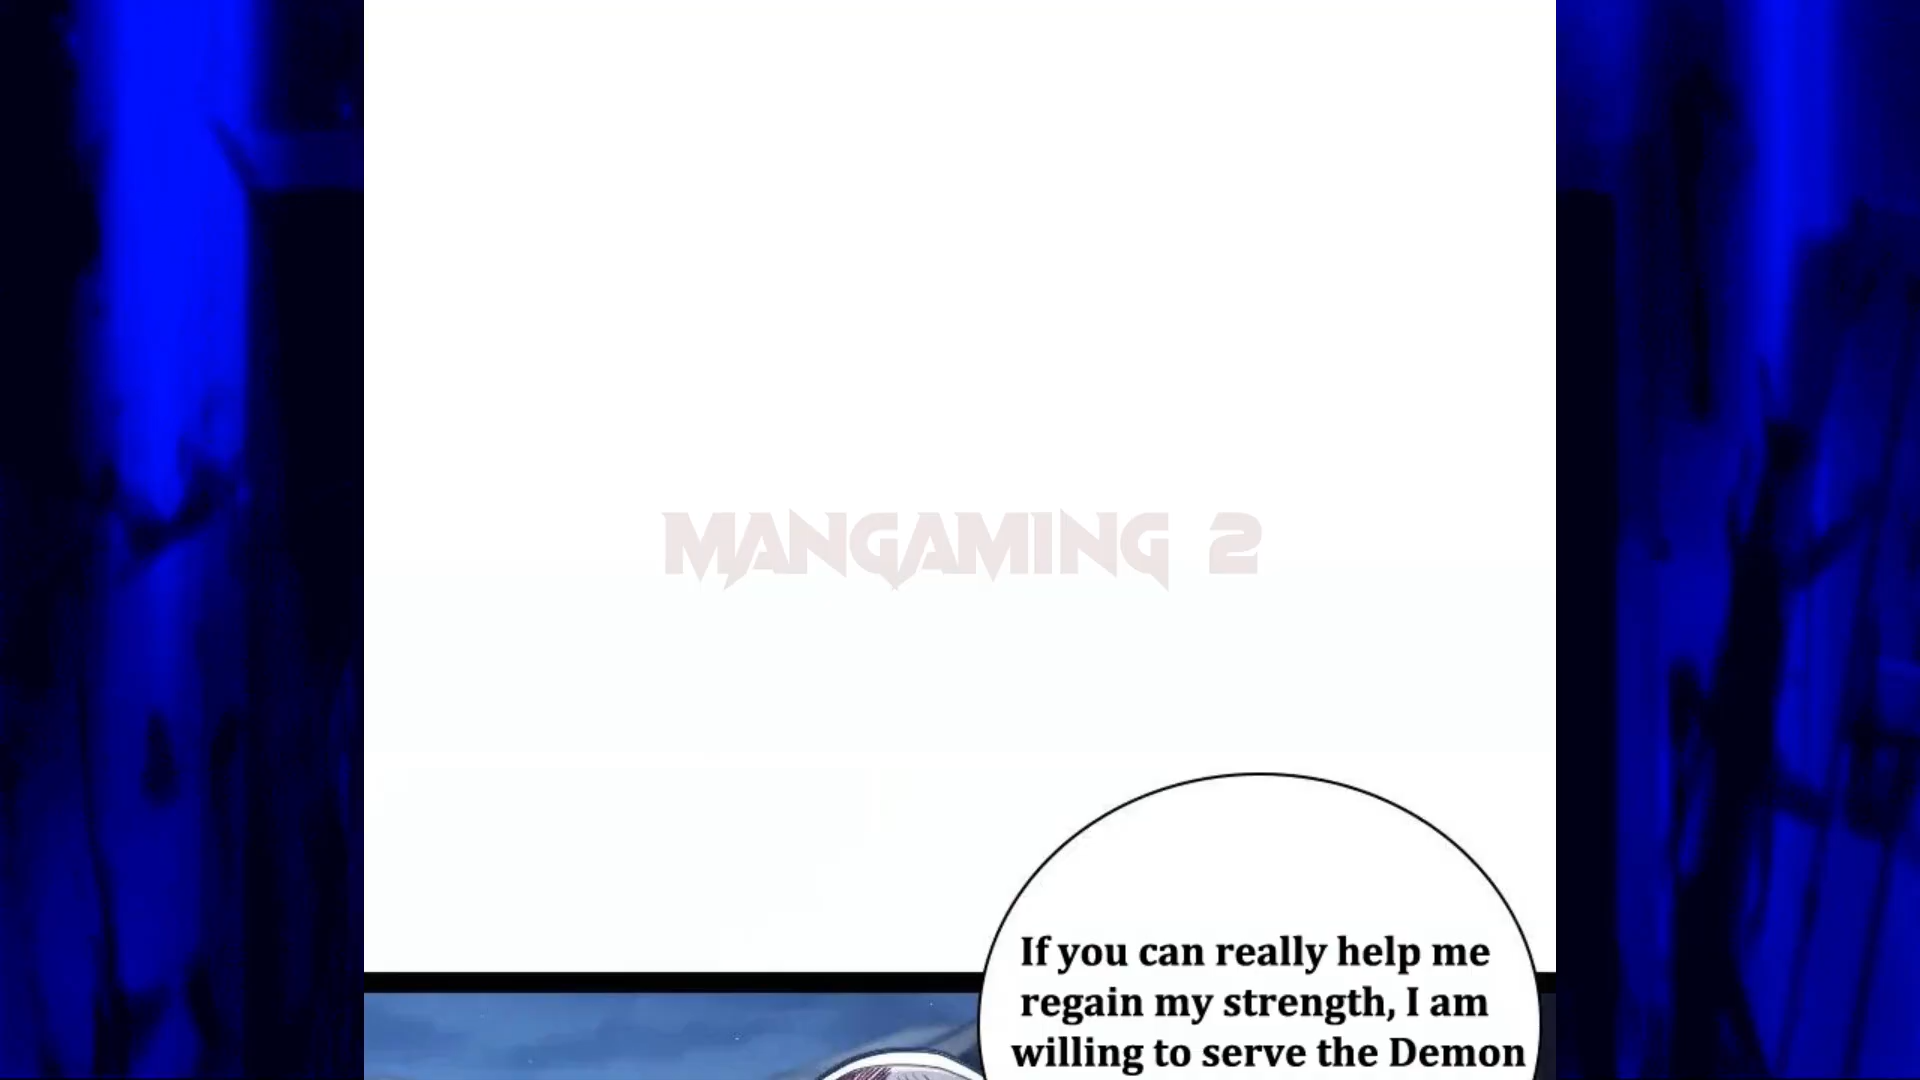 MANGAMING 2
If you can really help me
regain my strength, I am
willing to serve the Demon